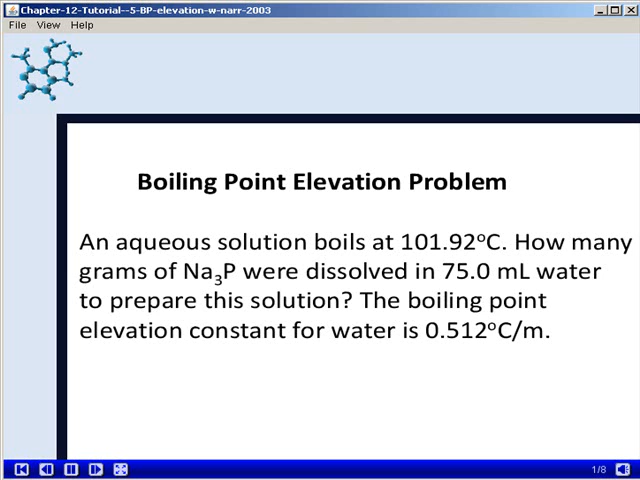 Chapter-12-Tutorial--5-BP-elevation-w-narr-2003
File View Help
Boiling Point Elevation Problem
An aqueous solution boils at 101.92°C. How many
grams of Na₃P were dissolved in 75.0 mL water
to prepare this solution? The boiling point
elevation constant for water is 0.512°C/m.
1/8